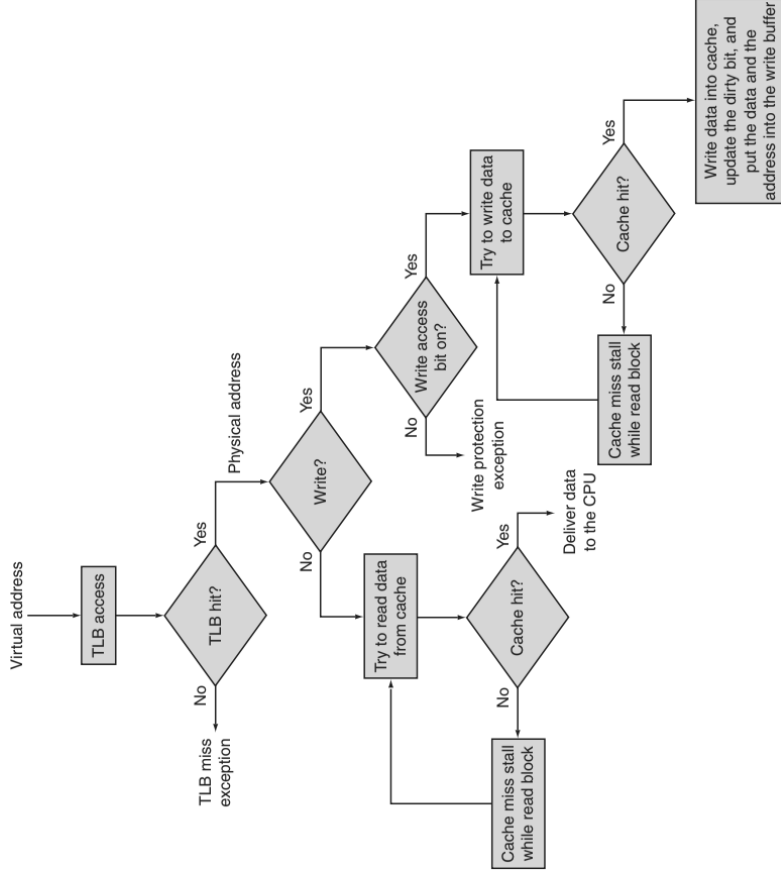 Virtual address
TLB access
TLB hit?
No
Yes
TLB miss
exception
Physical address
Write?
No
Yes
Try to read data
from cache
Write access
bit on?
No
Yes
Write protection
exception
Try to write data
to cache
Cache hit?
No
Yes
Cache miss stall
while read block
Deliver data
to the CPU
Cache hit?
No
Yes
Cache miss stall
while read block
Write data into cache,
update the dirty bit, and
put the data and the
address into the write buffer